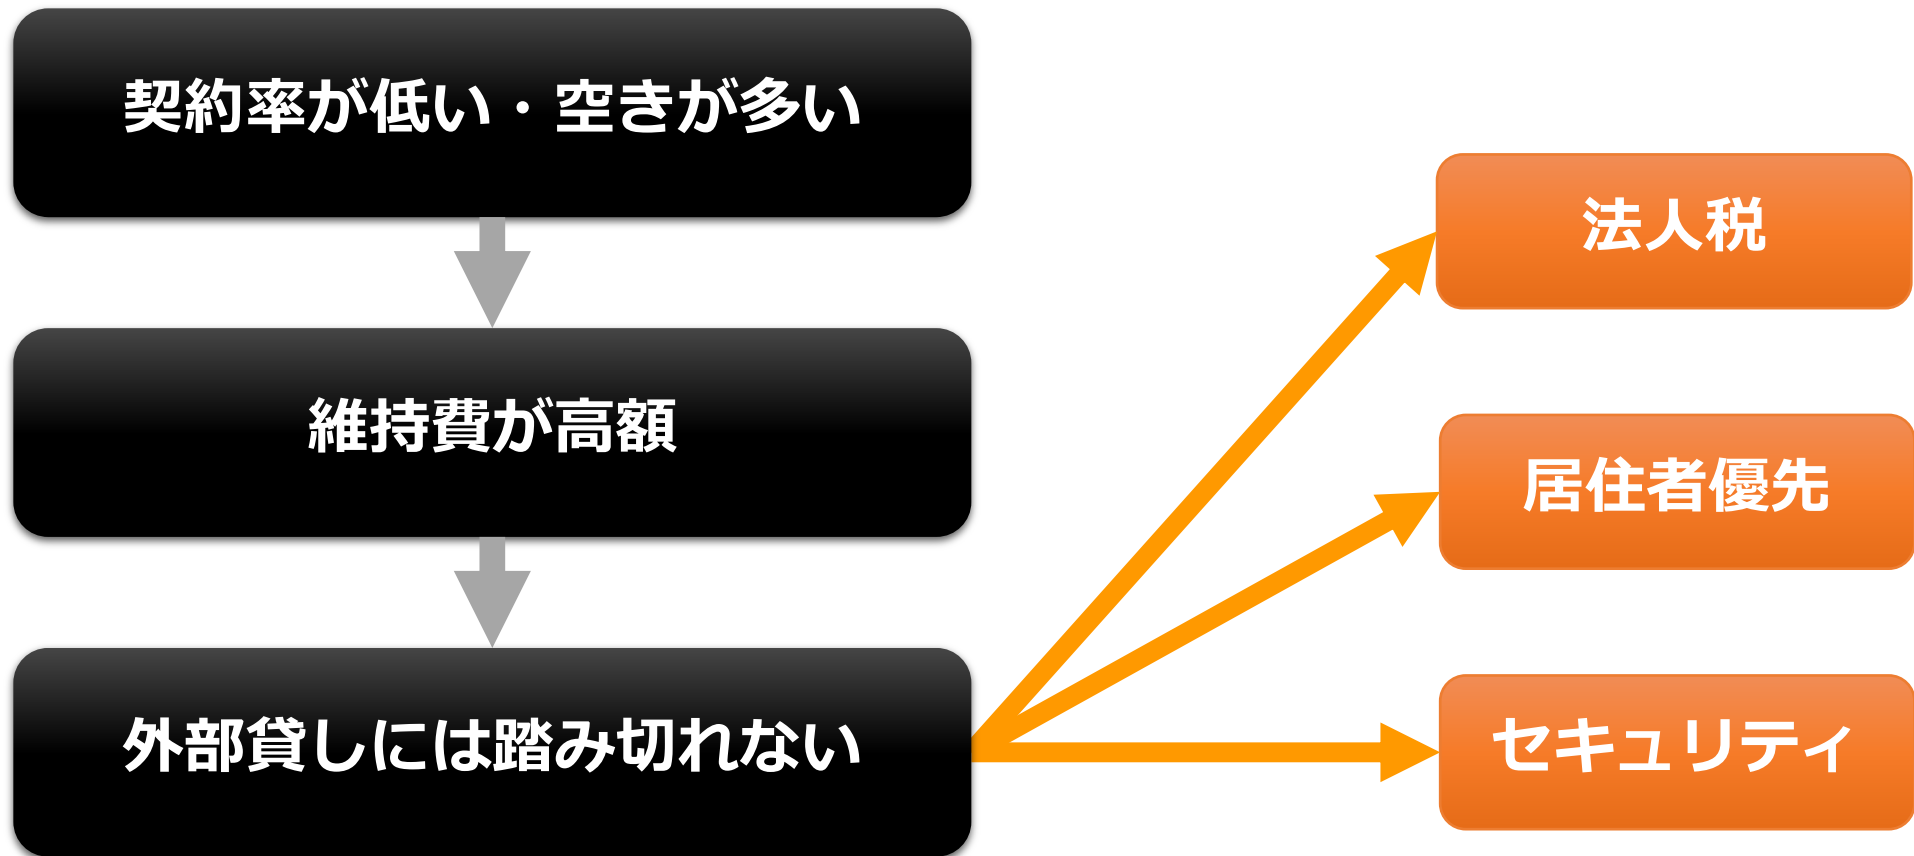 契約率が低い・空きが多い
維持費が高額
外部貸しには踏み切れない
法人税
居住者優先
セキュリティ